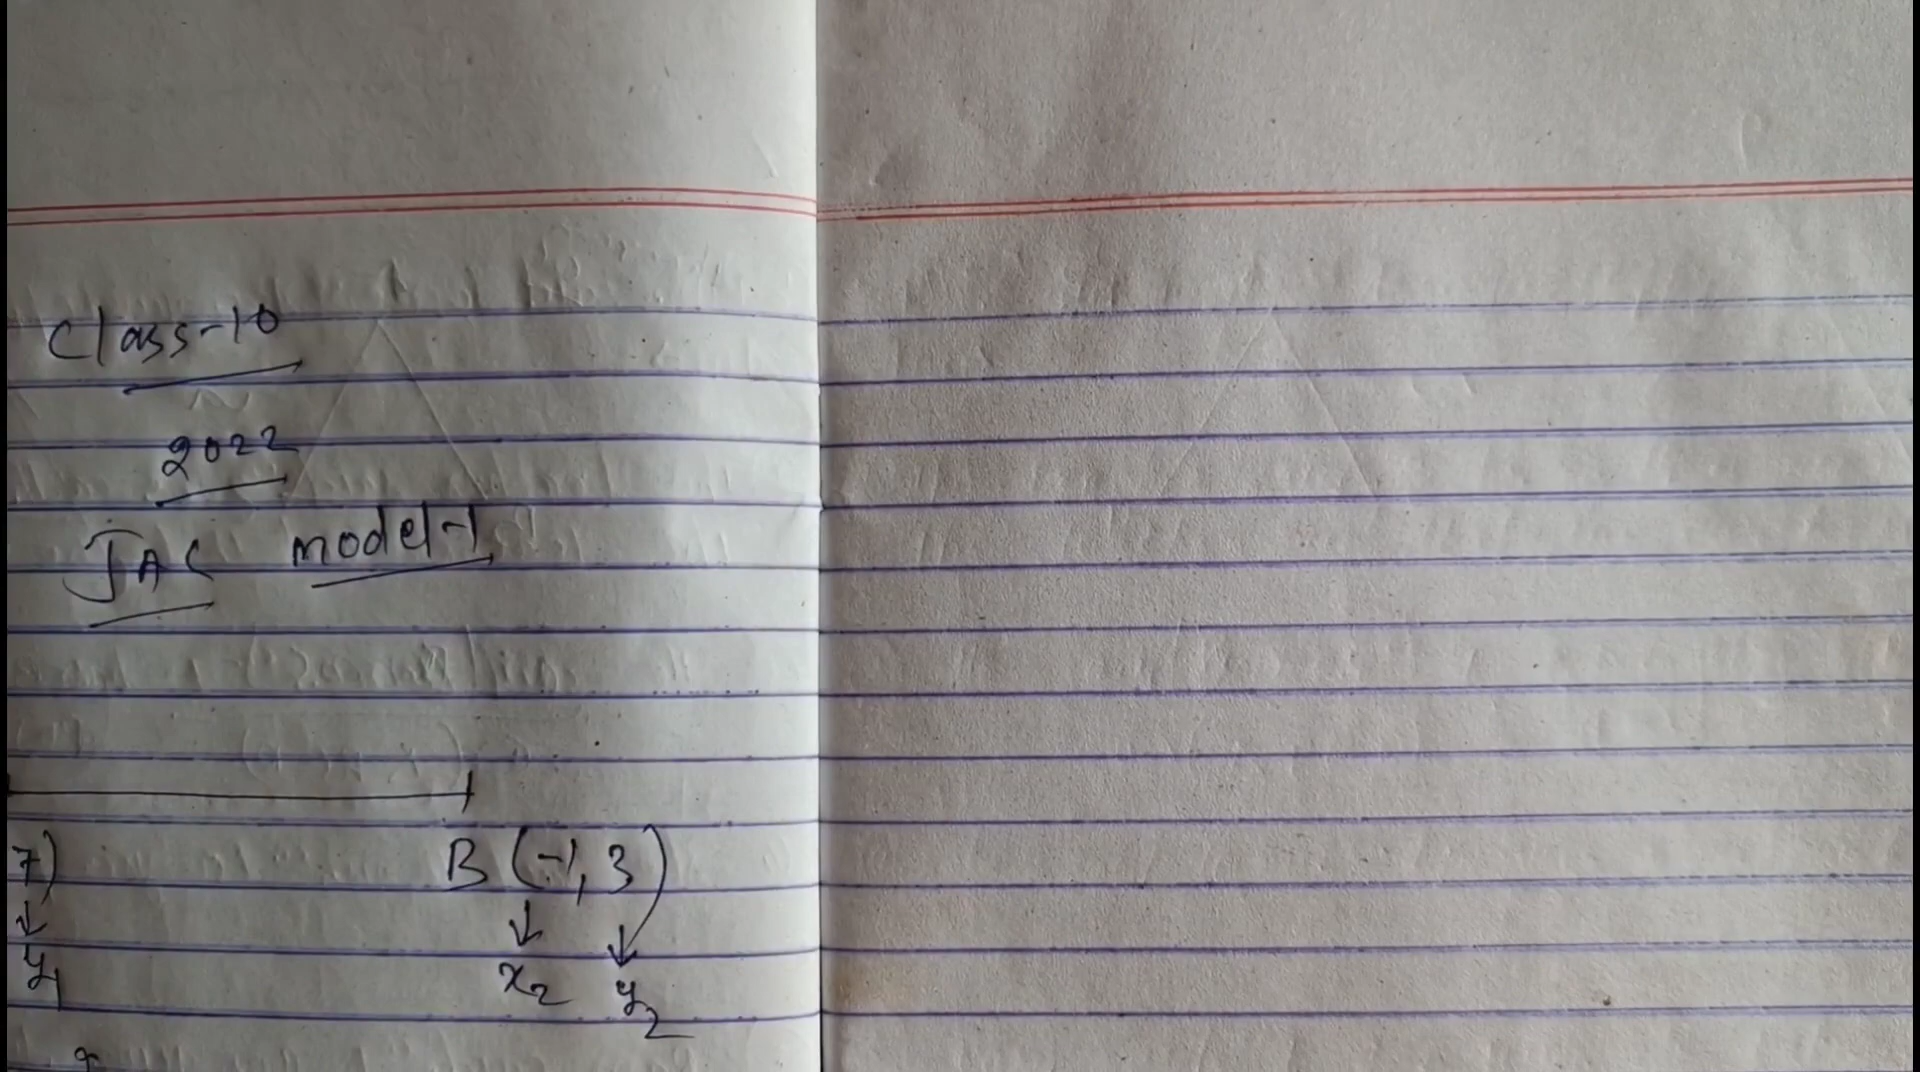 Class-10
2022
JAC model-1
7) B (-1, 3)
↓ ↓ ↓
y1 x2 y2